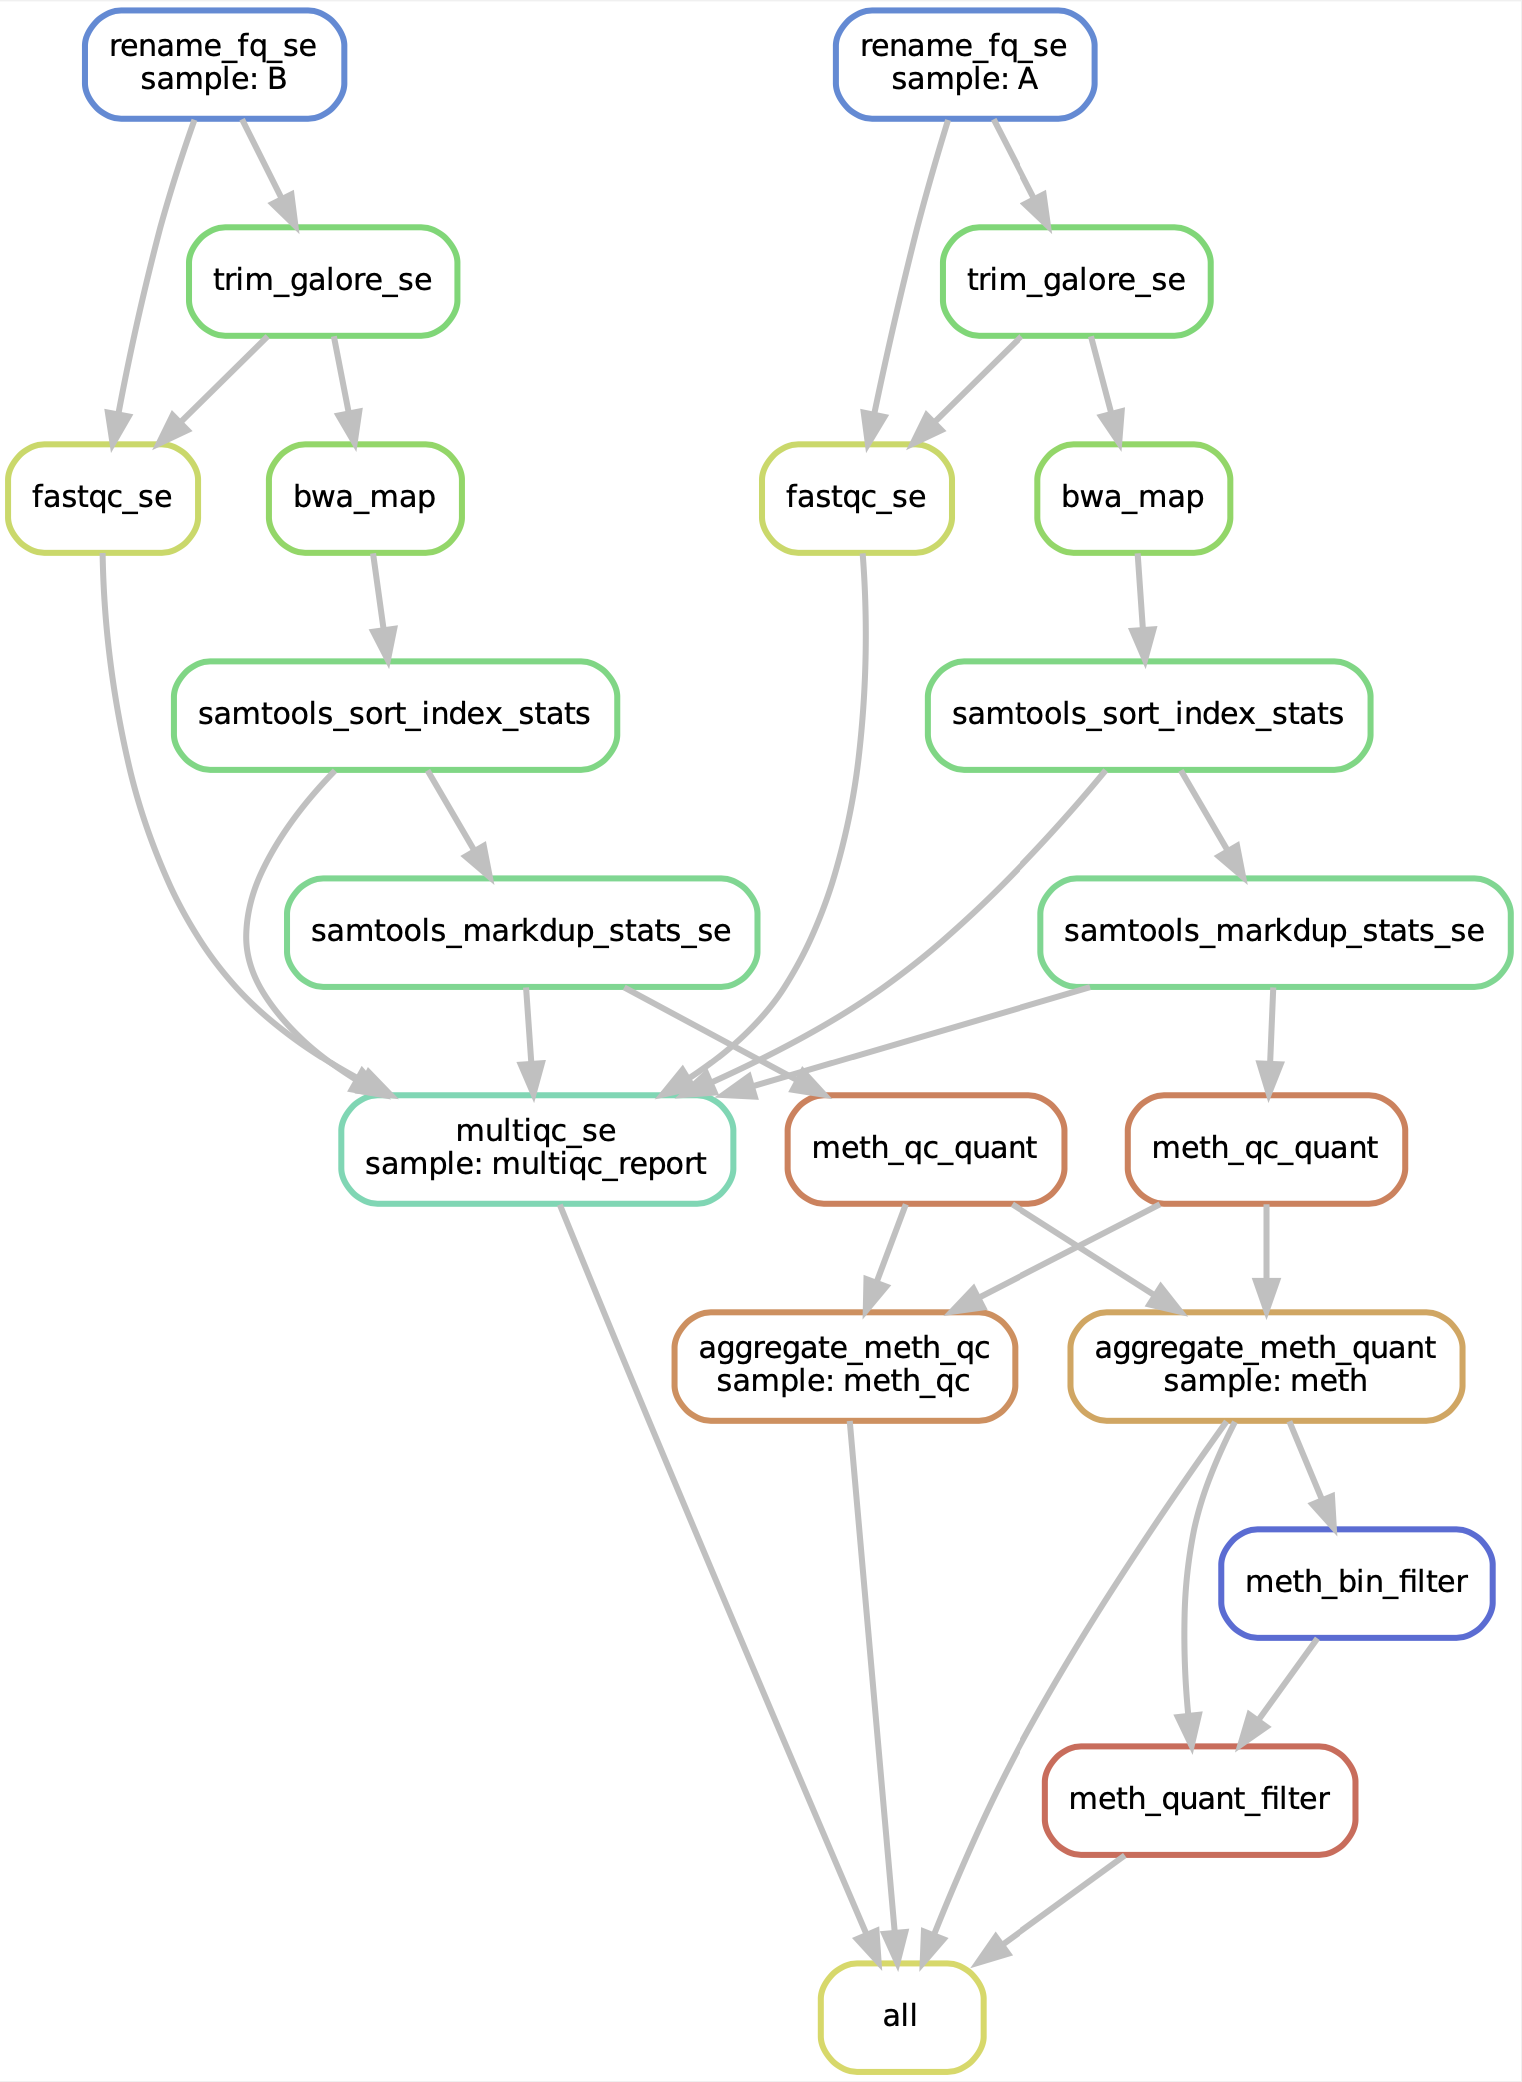 rename_fq_se
sample: B
rename_fq_se
sample: A
trim_galore_se
trim_galore_se
fastqc_se
bwa_map
fastqc_se
bwa_map
samtools_sort_index_stats
samtools_sort_index_stats
samtools_markdup_stats_se
samtools_markdup_stats_se
multiqc_se
sample: multiqc_report
meth_qc_quant
meth_qc_quant
aggregate_meth_qc
sample: meth_qc
aggregate_meth_quant
sample: meth
meth_bin_filter
meth_quant_filter
all